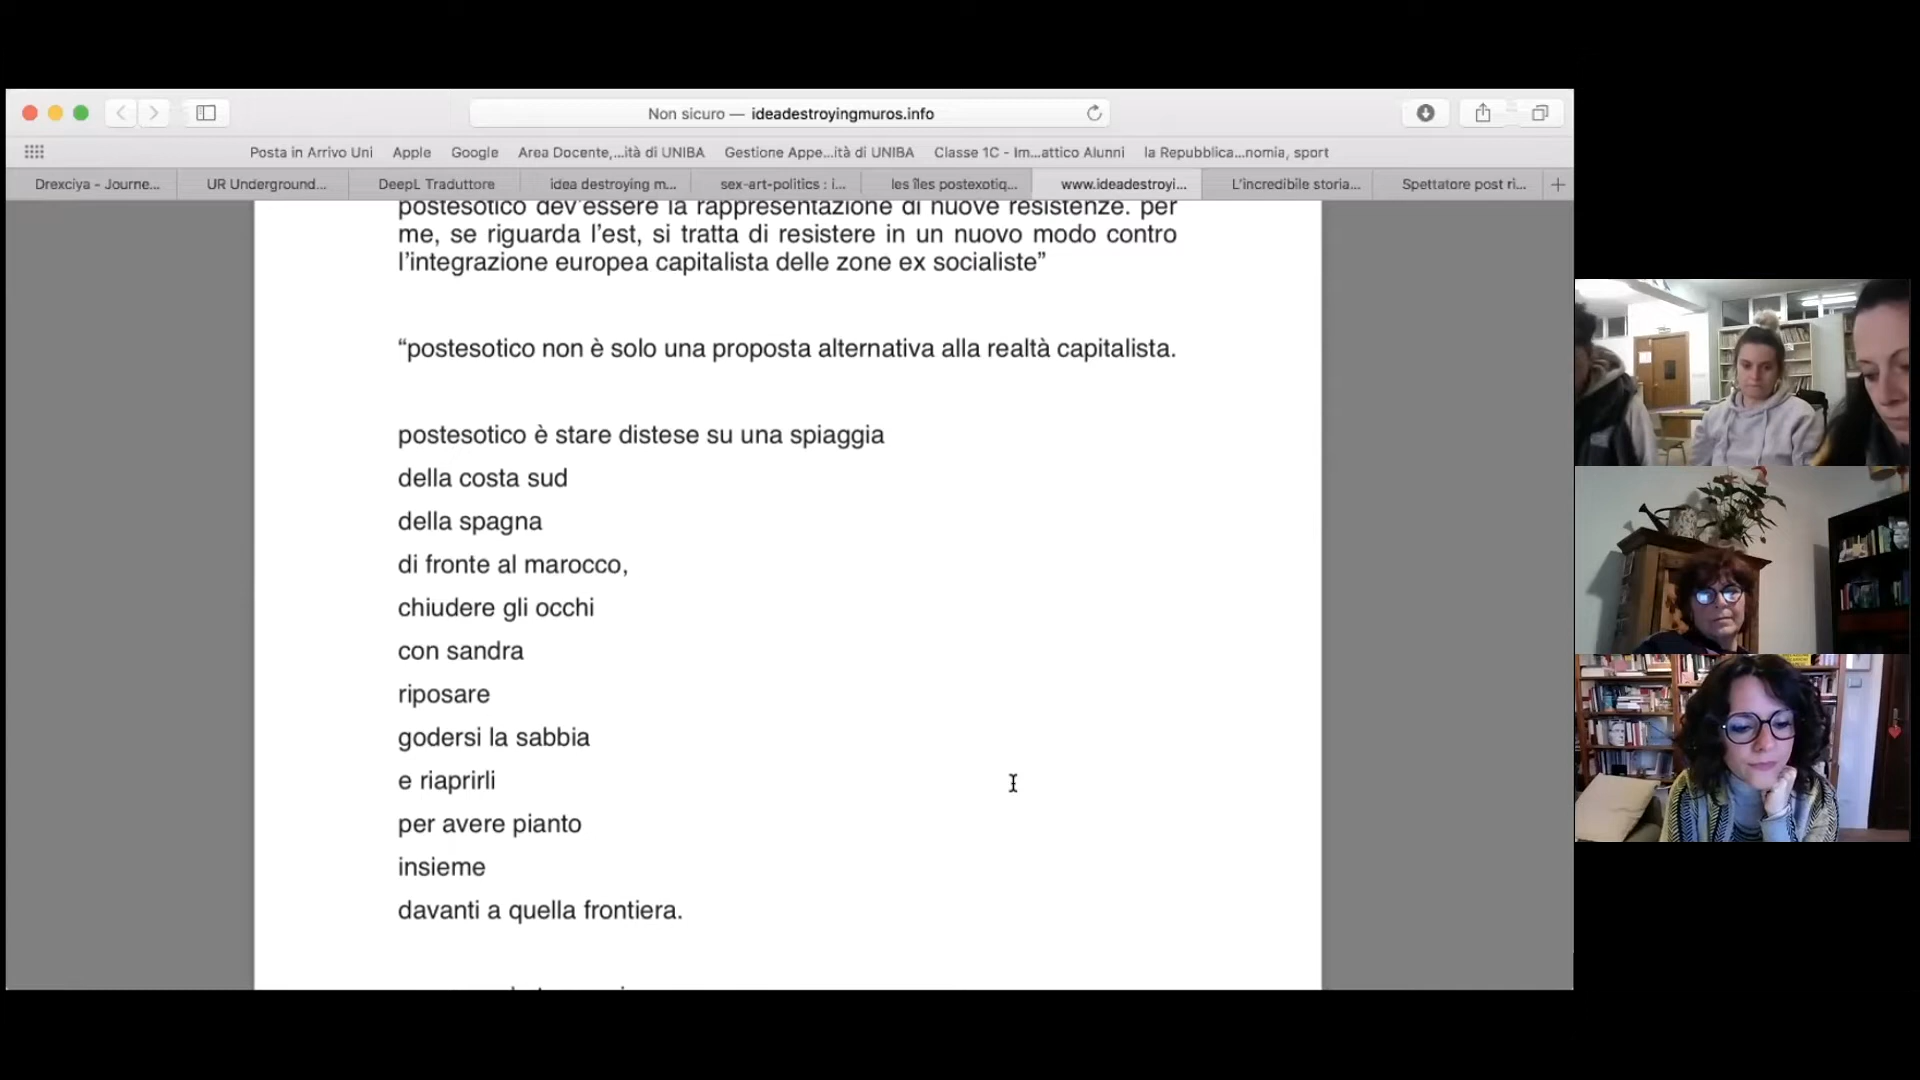 Non sicuro — ideadestroyingmuros.info
Posta in Arrivo Uni Apple Google Area Docente,...ità di UNIBA Gestione Appe...ità di UNIBA Classe 1C - Im...attico Alunni la Repubblica...nomia, sport
Drexciya – Journe... UR Underground... DeepL Traduttore idea destroying m... sex-art-politics : i... les îles postexotiq... www.ideadestroyi... L'incredibile storia... Spettatore post ri...
postesotico dev'essere la rappresentazione di nuove resistenze. per
me, se riguarda l'est, si tratta di resistere in un nuovo modo contro
l'integrazione europea capitalista delle zone ex socialiste”
“postesotico non è solo una proposta alternativa alla realtà capitalista.
postesotico è stare distese su una spiaggia
della costa sud
della spagna
di fronte al marocco,
chiudere gli occhi
con sandra
riposare
godersi la sabbia
e riaprirli
per avere pianto
insieme
davanti a quella frontiera.